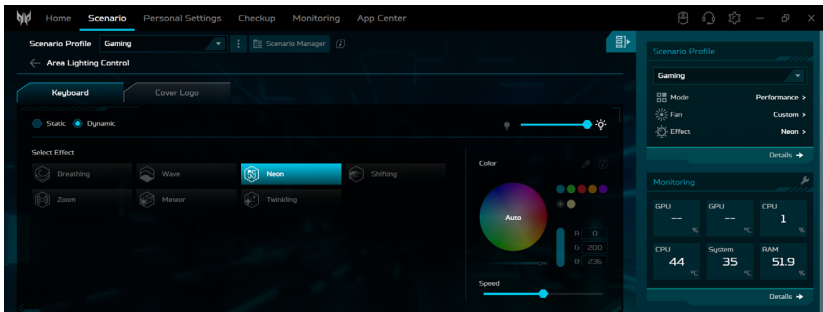 Home Scenario Personal Settings Checkup Monitoring App Center
Scenario Profile Gaming Scenario Manager
Area Lighting Control
Keyboard Cover Logo
Static Dynamic
Select Effect
Breathing Wave Neon Shifting
Zoom Meteor Twinkling
Color
Auto
R 0
G 200
B 236
Speed
Scenario Profile
Gaming
Mode Performance >
Fan Custom >
Effect Neon >
Details →
Monitoring
GPU -- %
GPU -- °C
CPU 1 %
CPU 44 °C
System 35 °C
RAM 51.9 %
Details →